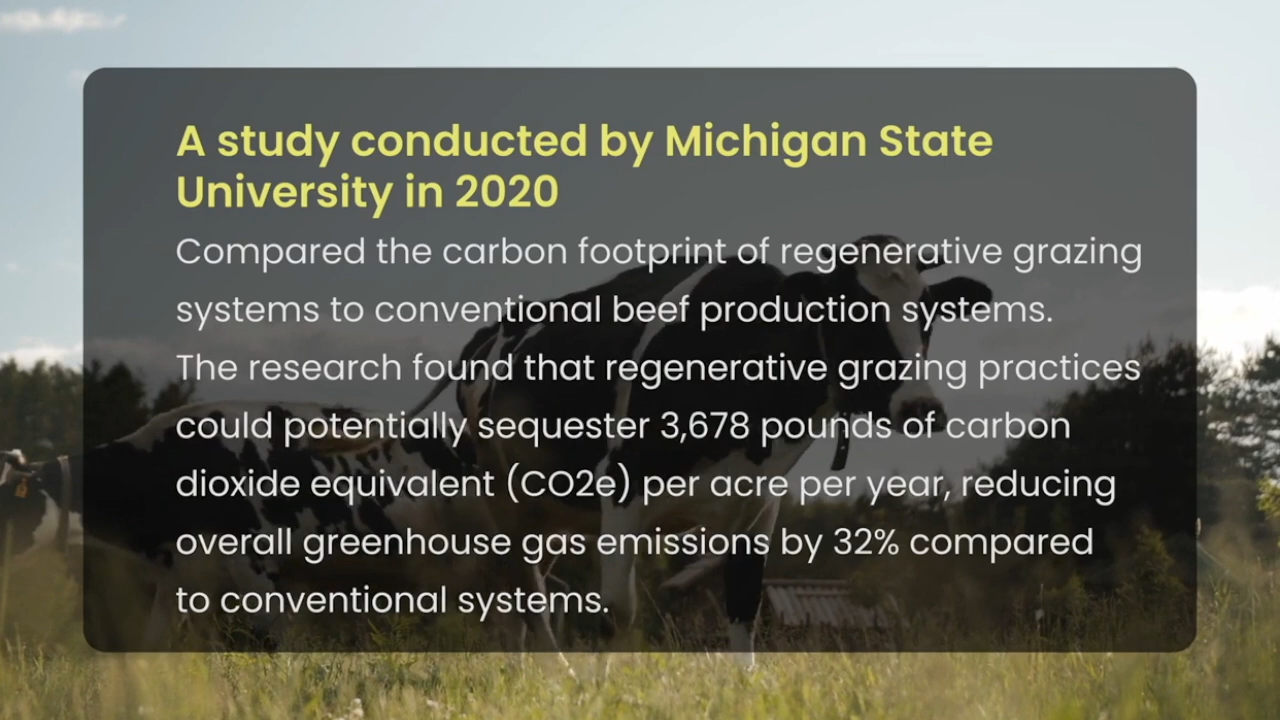 A study conducted by Michigan State
University in 2020
Compared the carbon footprint of regenerative grazing
systems to conventional beef production systems.
The research found that regenerative grazing practices
could potentially sequester 3,678 pounds of carbon
dioxide equivalent (CO2e) per acre per year, reducing
overall greenhouse gas emissions by 32% compared
to conventional systems.